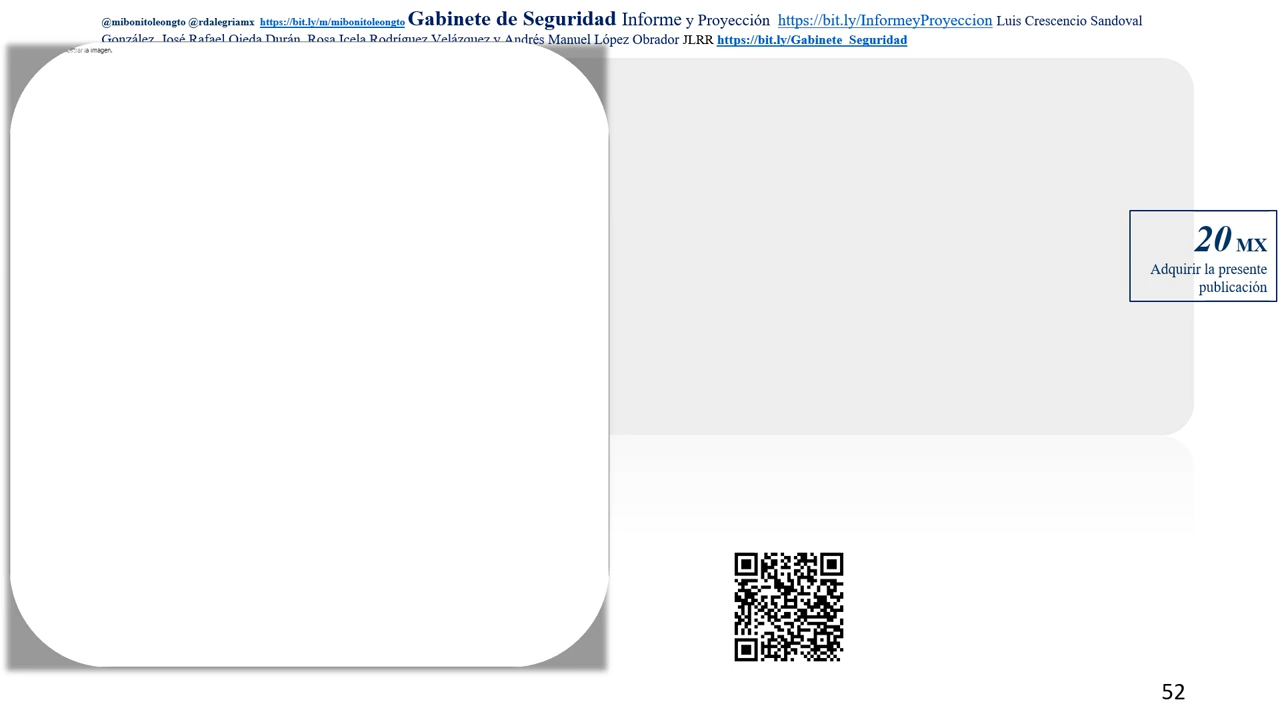 @mibonitoleongto @rdalegriamx https://bit.ly/m/mibonitoleongto Gabinete de Seguridad Informe y Proyección https://bit.ly/InformeyProyeccion Luis Crescencio Sandoval
González, José Rafael Ojeda Durán, Rosa Icela Rodríguez Velázquez y Andrés Manuel López Obrador JLRR https://bit.ly/Gabinete_Seguridad
la imagen.
20 MX
Adquirir la presente
publicación
52